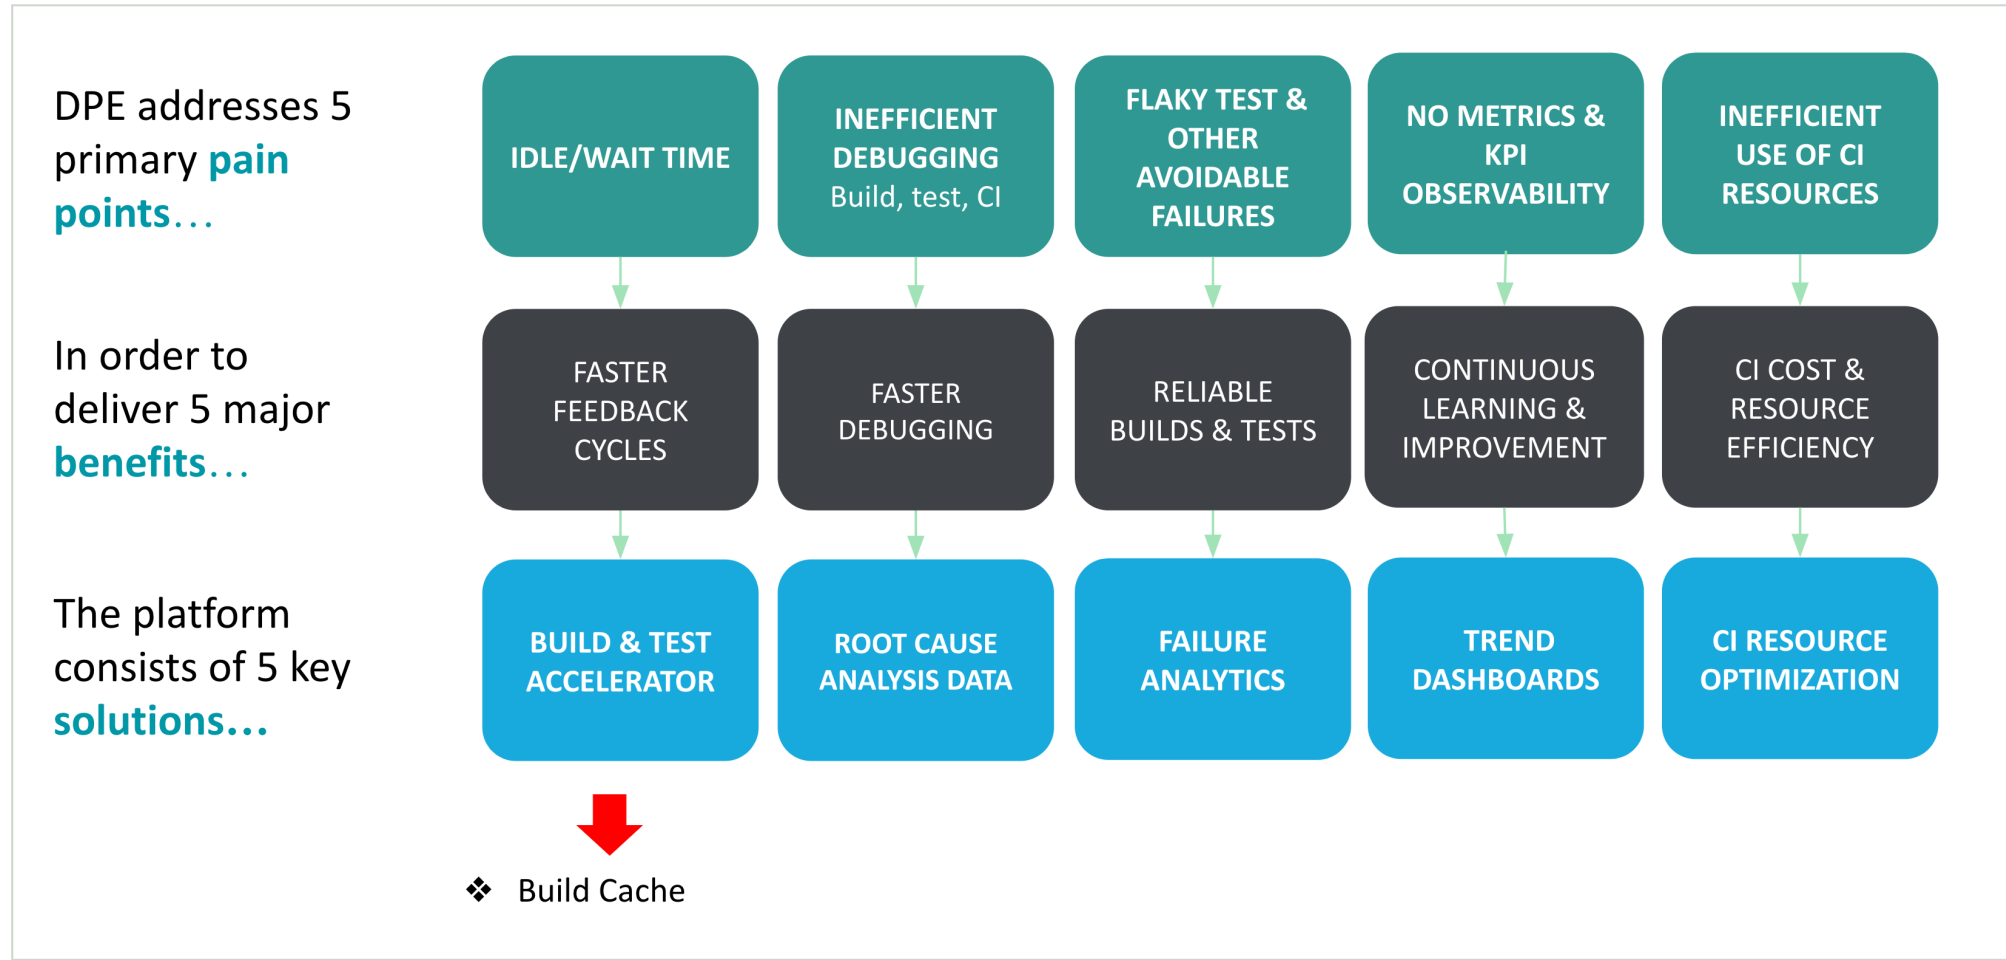 DPE addresses 5
primary pain
points...
IDLE/WAIT TIME
INEFFICIENT
DEBUGGING
Build, test, CI
FLAKY TEST &
OTHER
AVOIDABLE
FAILURES
NO METRICS &
KPI
OBSERVABILITY
INEFFICIENT
USE OF CI
RESOURCES
In order to
deliver 5 major
benefits...
FASTER
FEEDBACK
CYCLES
FASTER
DEBUGGING
RELIABLE
BUILDS & TESTS
CONTINUOUS
LEARNING &
IMPROVEMENT
CI COST &
RESOURCE
EFFICIENCY
The platform
consists of 5 key
solutions...
BUILD & TEST
ACCELERATOR
ROOT CAUSE
ANALYSIS DATA
FAILURE
ANALYTICS
TREND
DASHBOARDS
CI RESOURCE
OPTIMIZATION
❖ Build Cache